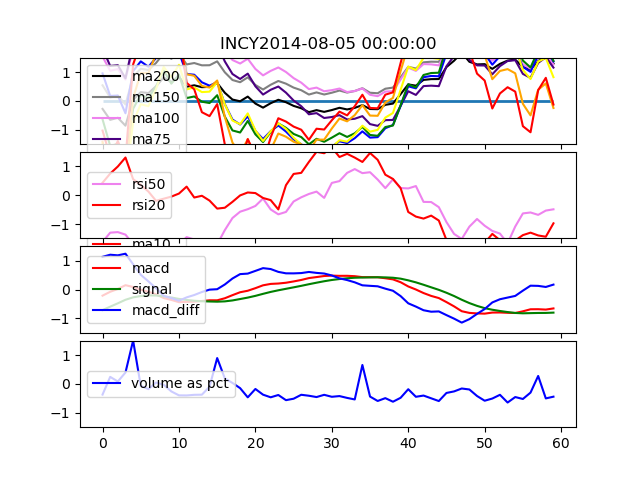 INCY2014-08-05 00:00:00
1
0
−1
ma200
ma150
ma100
ma75
1
0
−1
rsi50
rsi20
ma10
1
0
−1
macd
signal
macd_diff
1
0
−1
volume as pct
0 10 20 30 40 50 60